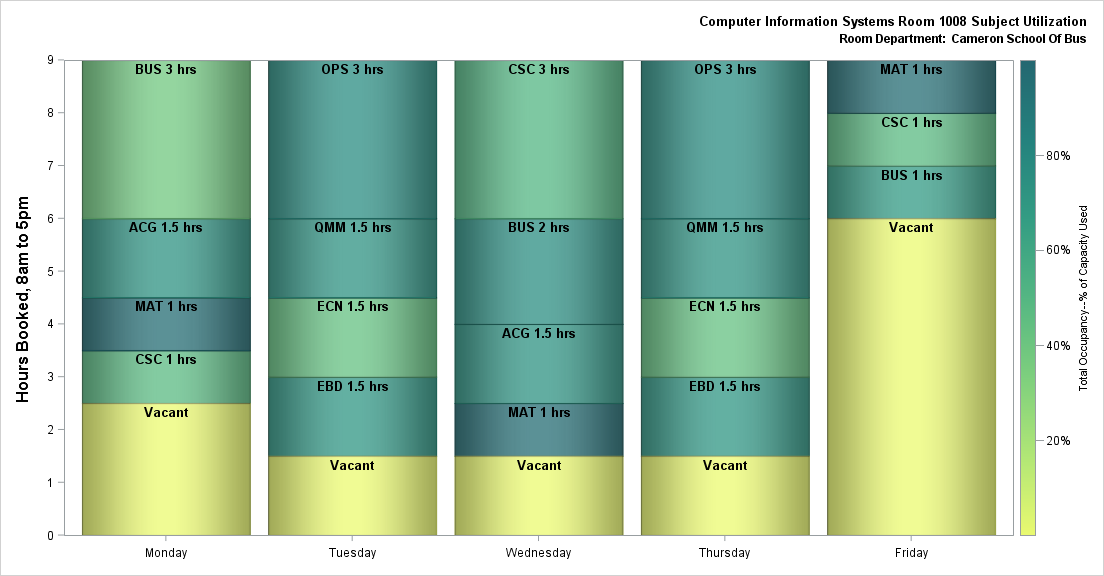 Computer Information Systems Room 1008 Subject Utilization
Room Department: Cameron School Of Bus
Hours Booked, 8am to 5pm
9
8
7
6
5
4
3
2
1
0
BUS 3 hrs
ACG 1.5 hrs
MAT 1 hrs
CSC 1 hrs
Vacant
OPS 3 hrs
QMM 1.5 hrs
ECN 1.5 hrs
EBD 1.5 hrs
Vacant
CSC 3 hrs
BUS 2 hrs
ACG 1.5 hrs
MAT 1 hrs
Vacant
OPS 3 hrs
QMM 1.5 hrs
ECN 1.5 hrs
EBD 1.5 hrs
Vacant
MAT 1 hrs
CSC 1 hrs
BUS 1 hrs
Vacant
Monday
Tuesday
Wednesday
Thursday
Friday
80%
60%
40%
20%
Total Occupancy--% of Capacity Used